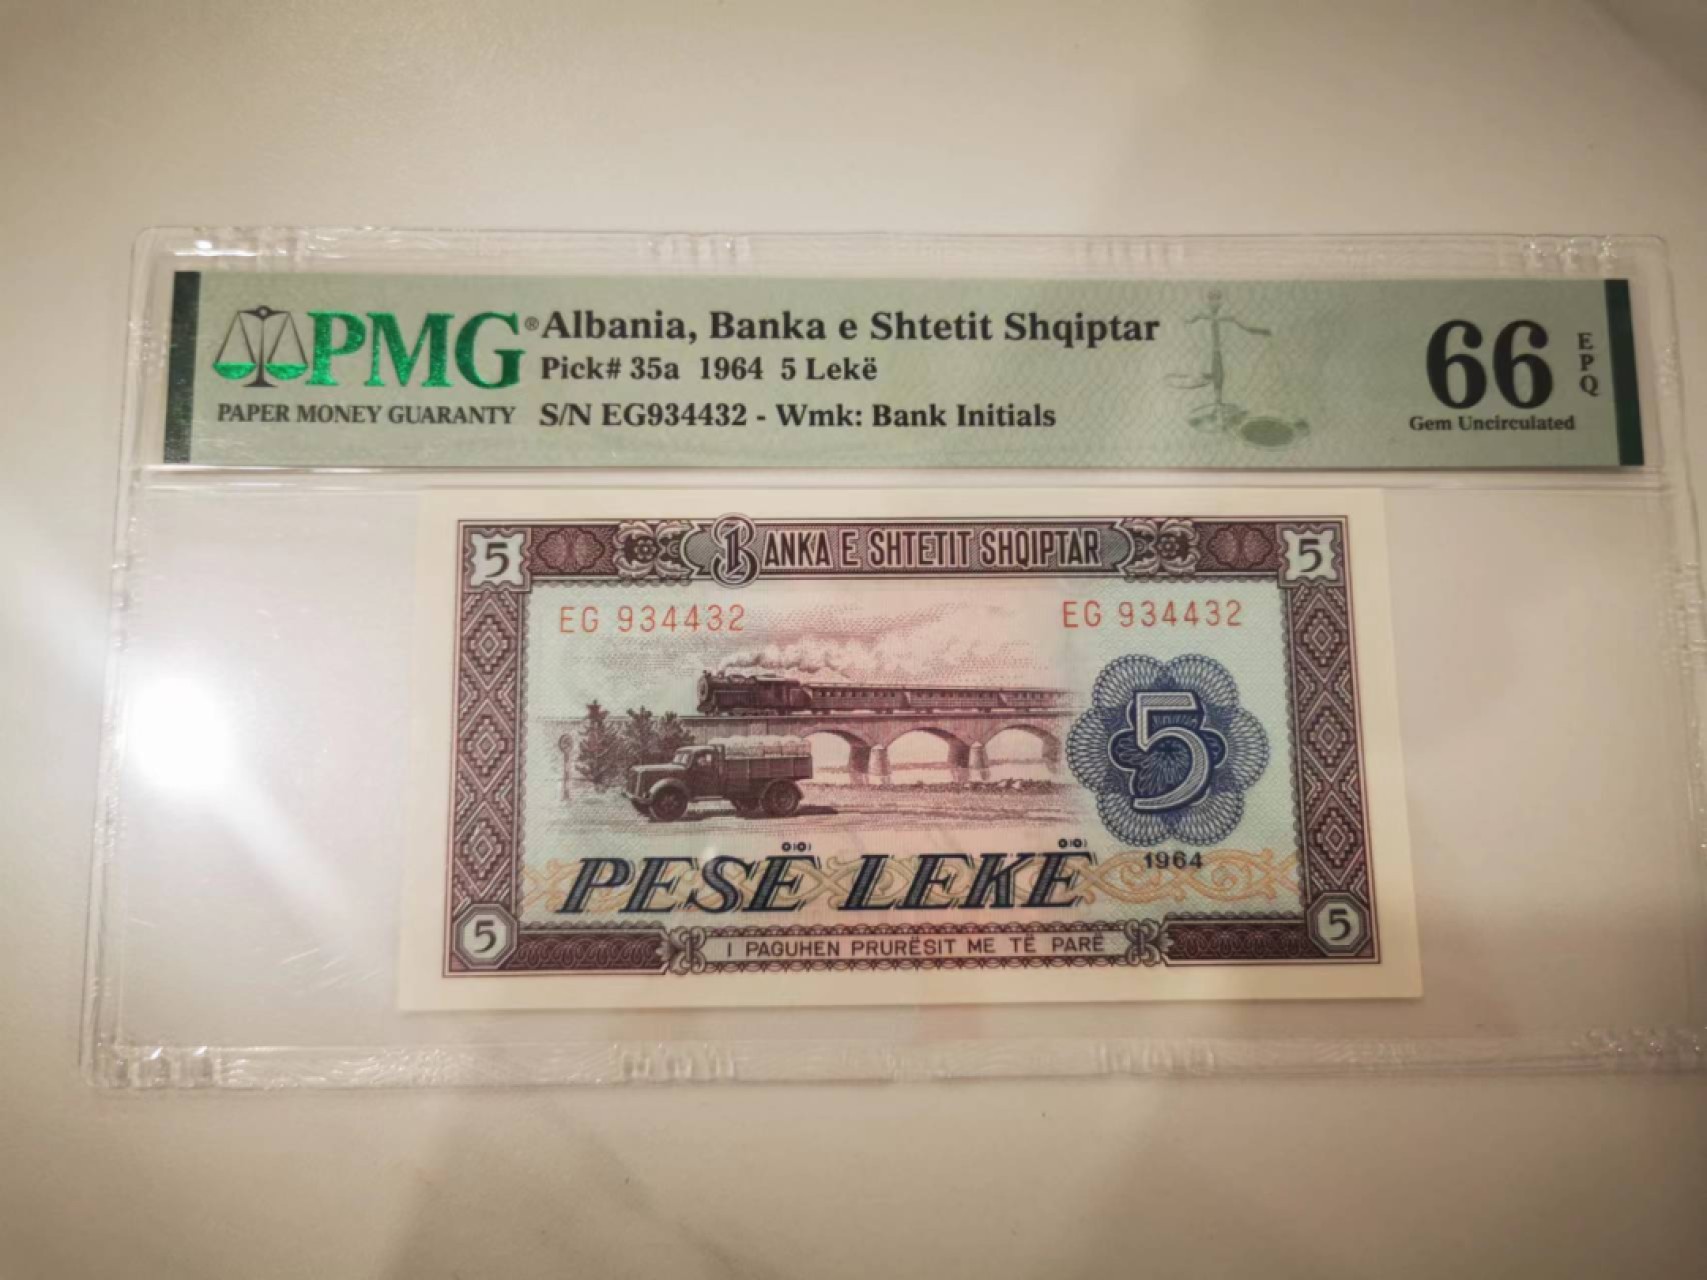 PMG® Albania, Banka e Shtetit Shqiptar
Pick# 35a 1964 5 Lekë
PAPER MONEY GUARANTY S/N EG934432 - Wmk: Bank Initials
66 EPQ
Gem Uncirculated
5 BANKA E SHTETIT SHQIPTAR 5
EG 934432 EG 934432
5
PESË LEKË 1964
5 I PAGUHEN PRURËSIT ME TË PARË 5